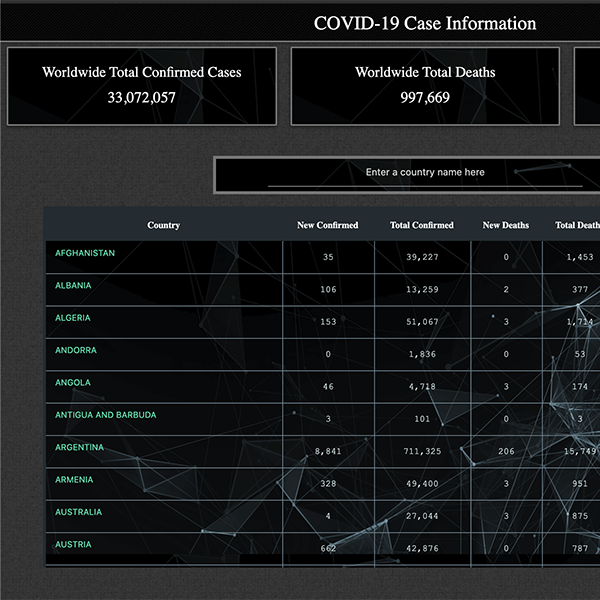 COVID-19 Case Information
Worldwide Total Confirmed Cases
33,072,057
Worldwide Total Deaths
997,669
Enter a country name here
Country New Confirmed Total Confirmed New Deaths Total Death
AFGHANISTAN 35 39,227 0 1,453
ALBANIA 106 13,259 2 377
ALGERIA 153 51,067 3 1,714
ANDORRA 0 1,836 0 53
ANGOLA 46 4,718 3 174
ANTIGUA AND BARBUDA 3 101 0 3
ARGENTINA 8,841 711,325 206 15,749
ARMENIA 328 49,400 3 951
AUSTRALIA 4 27,044 3 875
AUSTRIA 662 42,876 0 787